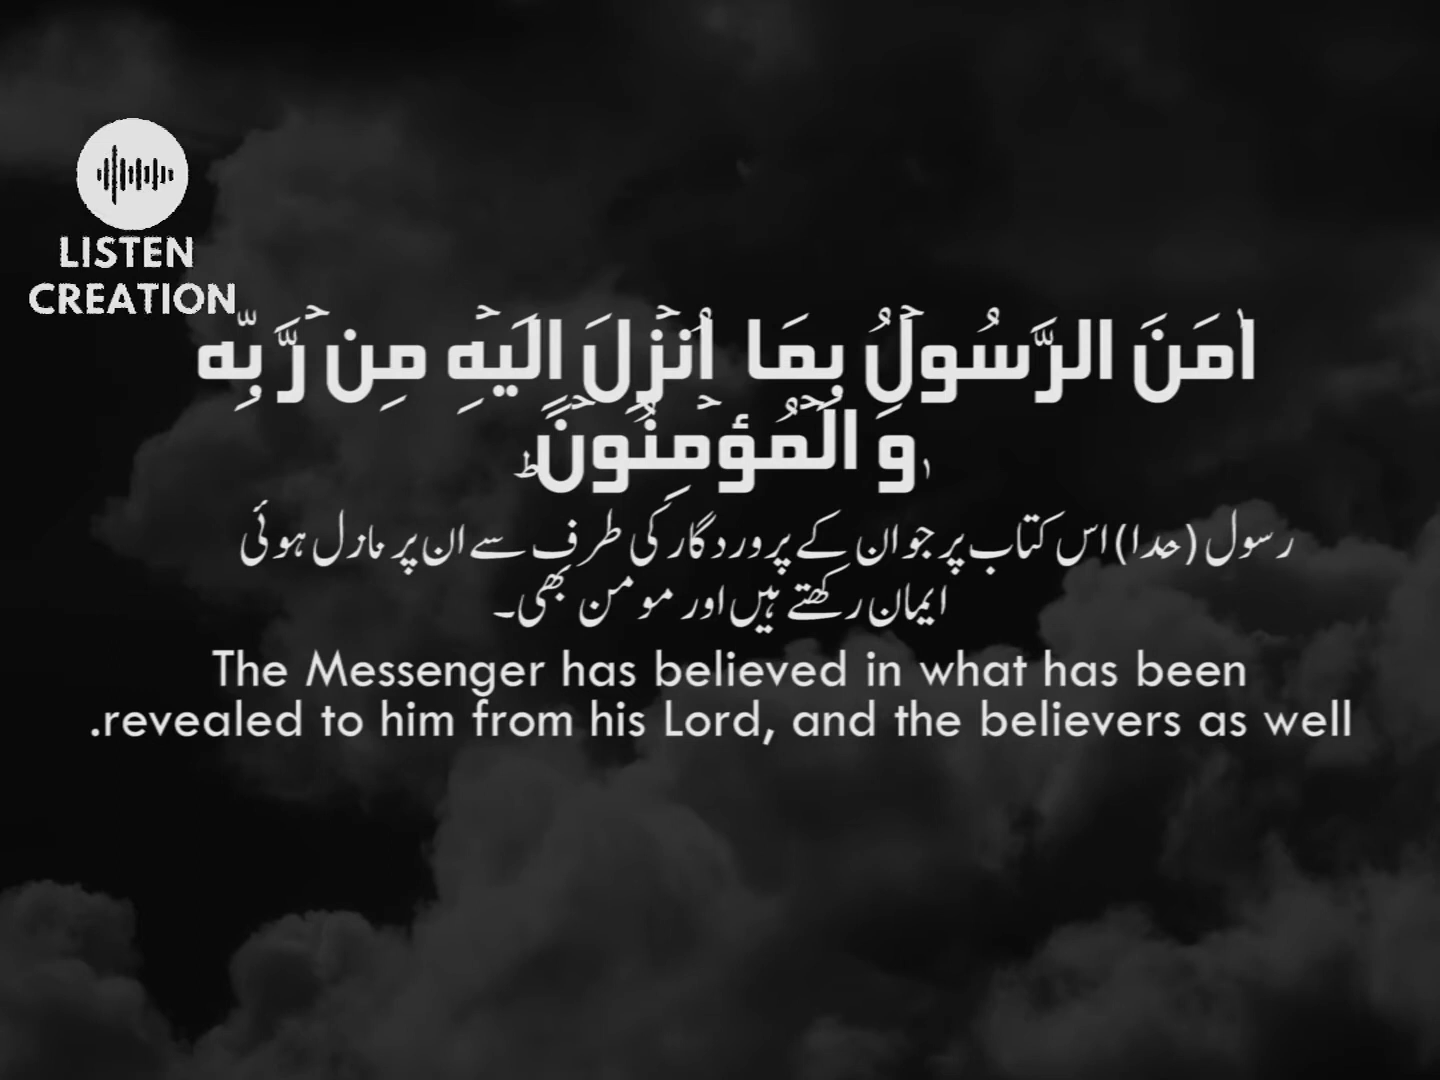 LISTEN
CREATION
اٰمَنَ الرَّسُوۡلُ بِمَاۤ اُنۡزِلَ اِلَيۡهِ مِنۡ رَّبِّهٖ
وَ الۡمُؤۡمِنُوۡنَ‌ؕ
رسول (خدا) اس کتاب پر جو ان کے پروردگار کی طرف سے ان پر نازل ہوئی
ایمان رکھتے ہیں اور مومن بھی۔
The Messenger has believed in what has been
.revealed to him from his Lord, and the believers as well